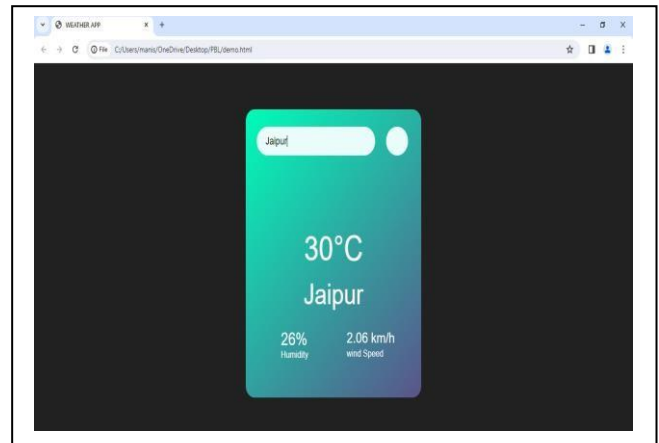 WEATHER APP
File C:/Users/manis/OneDrive/Desktop/PBL/demo.html
Jaipur
30°C
Jaipur
26% 2.06 km/h
Humidity wind Speed